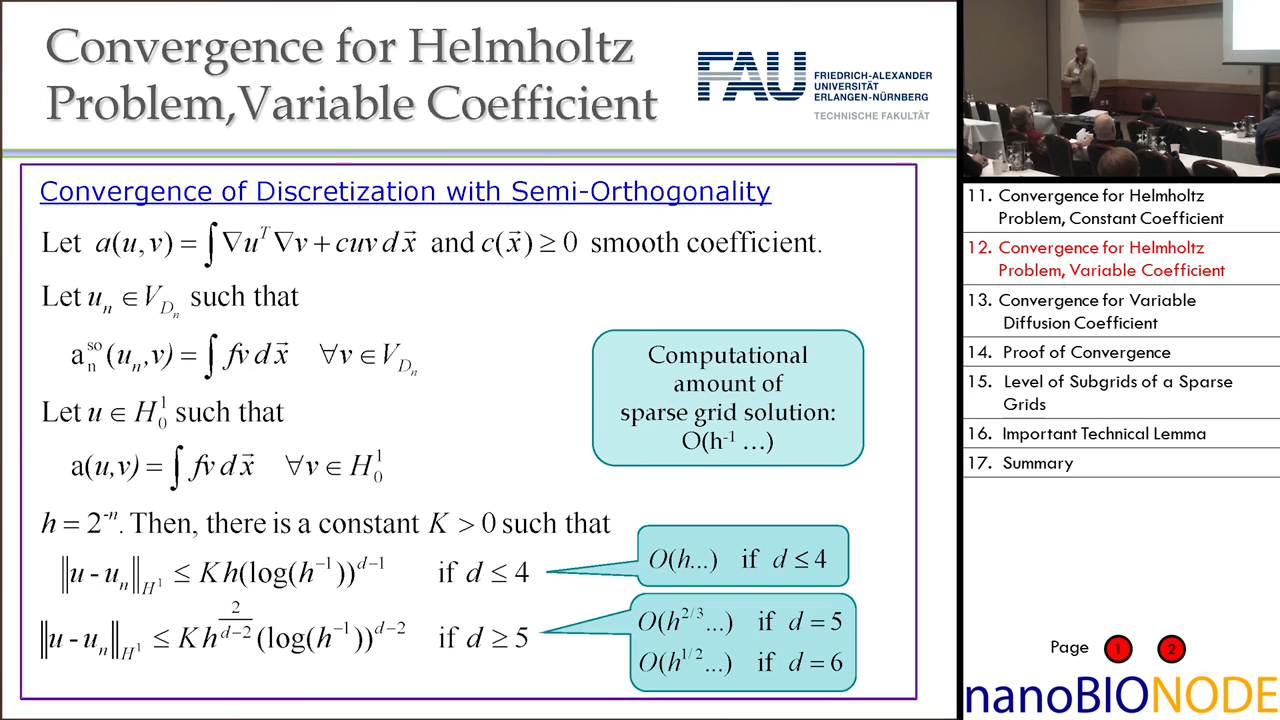 Convergence for Helmholtz
Problem,Variable Coefficient
FAU
FRIEDRICH-ALEXANDER
UNIVERSITÄT
ERLANGEN-NÜRNBERG
TECHNISCHE FAKULTÄT
Convergence of Discretization with Semi-Orthogonality
Let a(u, v) = ∫ ∇u^T ∇v + cuv d x⃗ and c(x⃗) ≥ 0 smooth coefficient.
Let u_n ∈ V_{D_n} such that
a_n^{so} (u_n,v) = ∫ fv d x⃗ ∀v ∈ V_{D_n}
Let u ∈ H_0^1 such that
a(u,v) = ∫ fv d x⃗ ∀v ∈ H_0^1
h = 2^{-n}. Then, there is a constant K > 0 such that
‖u - u_n‖_{H^1} ≤ K h(log(h^{-1}))^{d-1} if d ≤ 4
‖u - u_n‖_{H^1} ≤ K h^{2/(d-2)} (log(h^{-1}))^{d-2} if d ≥ 5
Computational
amount of
sparse grid solution:
O(h^{-1} ...)
O(h...) if d ≤ 4
O(h^{2/3}...) if d = 5
O(h^{1/2}...) if d = 6
11. Convergence for Helmholtz
Problem, Constant Coefficient
12. Convergence for Helmholtz
Problem, Variable Coefficient
13. Convergence for Variable
Diffusion Coefficient
14. Proof of Convergence
15. Level of Subgrids of a Sparse
Grids
16. Important Technical Lemma
17. Summary
Page 1 2
nanoBIONODE